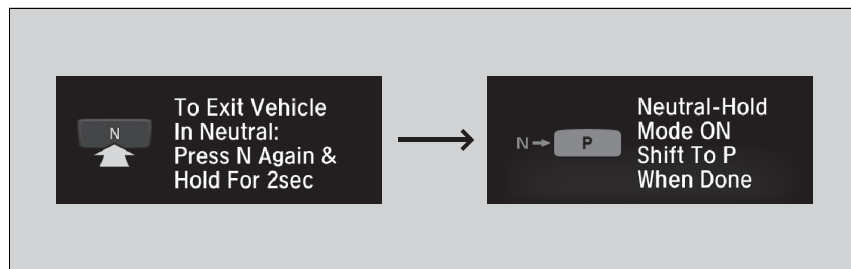 N
To Exit Vehicle
In Neutral:
Press N Again &
Hold For 2sec
N
P
Neutral-Hold
Mode ON
Shift To P
When Done